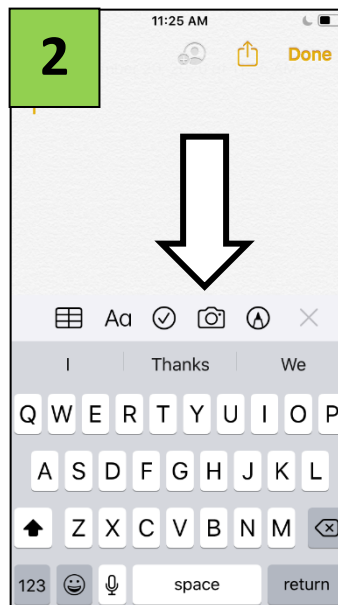 2
11:25 AM
Done
Aa
I Thanks We
Q W E R T Y U I O P
A S D F G H J K L
Z X C V B N M
123 space return